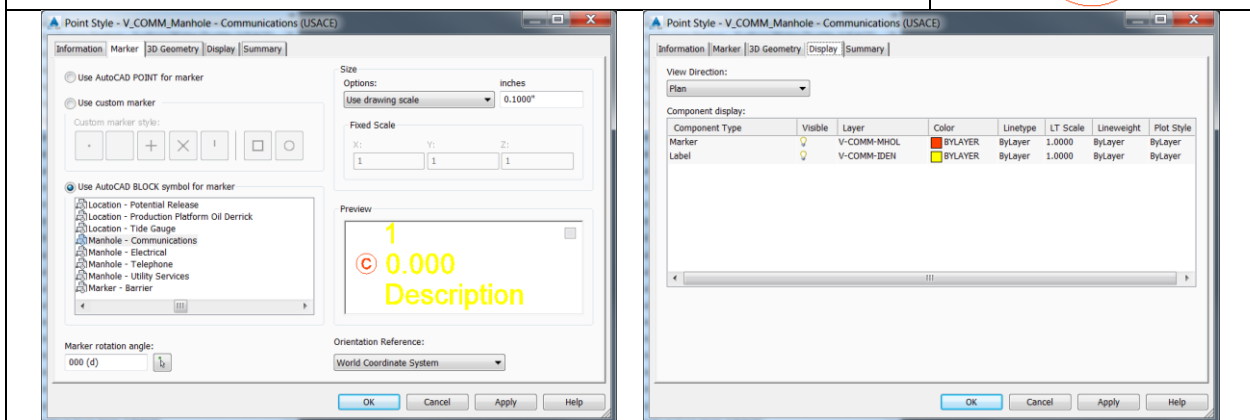 Point Style - V_COMM_Manhole - Communications (USACE)
Information Marker 3D Geometry Display Summary
Use AutoCAD POINT for marker
Use custom marker
Custom marker style:
Use AutoCAD BLOCK symbol for marker
Location - Potential Release
Location - Production Platform Oil Derrick
Location - Tide Gauge
Manhole - Communications
Manhole - Electrical
Manhole - Telephone
Manhole - Utility Services
Marker - Barrier
Marker rotation angle:
000 (d)
Size
Options: inches
Use drawing scale 0.1000"
Fixed Scale
X: Y: Z:
1 1 1
Preview
1
C 0.000
Description
Orientation Reference:
World Coordinate System
OK Cancel Apply Help
Point Style - V_COMM_Manhole - Communications (USACE)
Information Marker 3D Geometry Display Summary
View Direction:
Plan
Component display:
Component Type Visible Layer Color Linetype LT Scale Lineweight Plot Style
Marker V-COMM-MHOL BYLAYER ByLayer 1.0000 ByLayer ByLayer
Label V-COMM-IDEN BYLAYER ByLayer 1.0000 ByLayer ByLayer
OK Cancel Apply Help